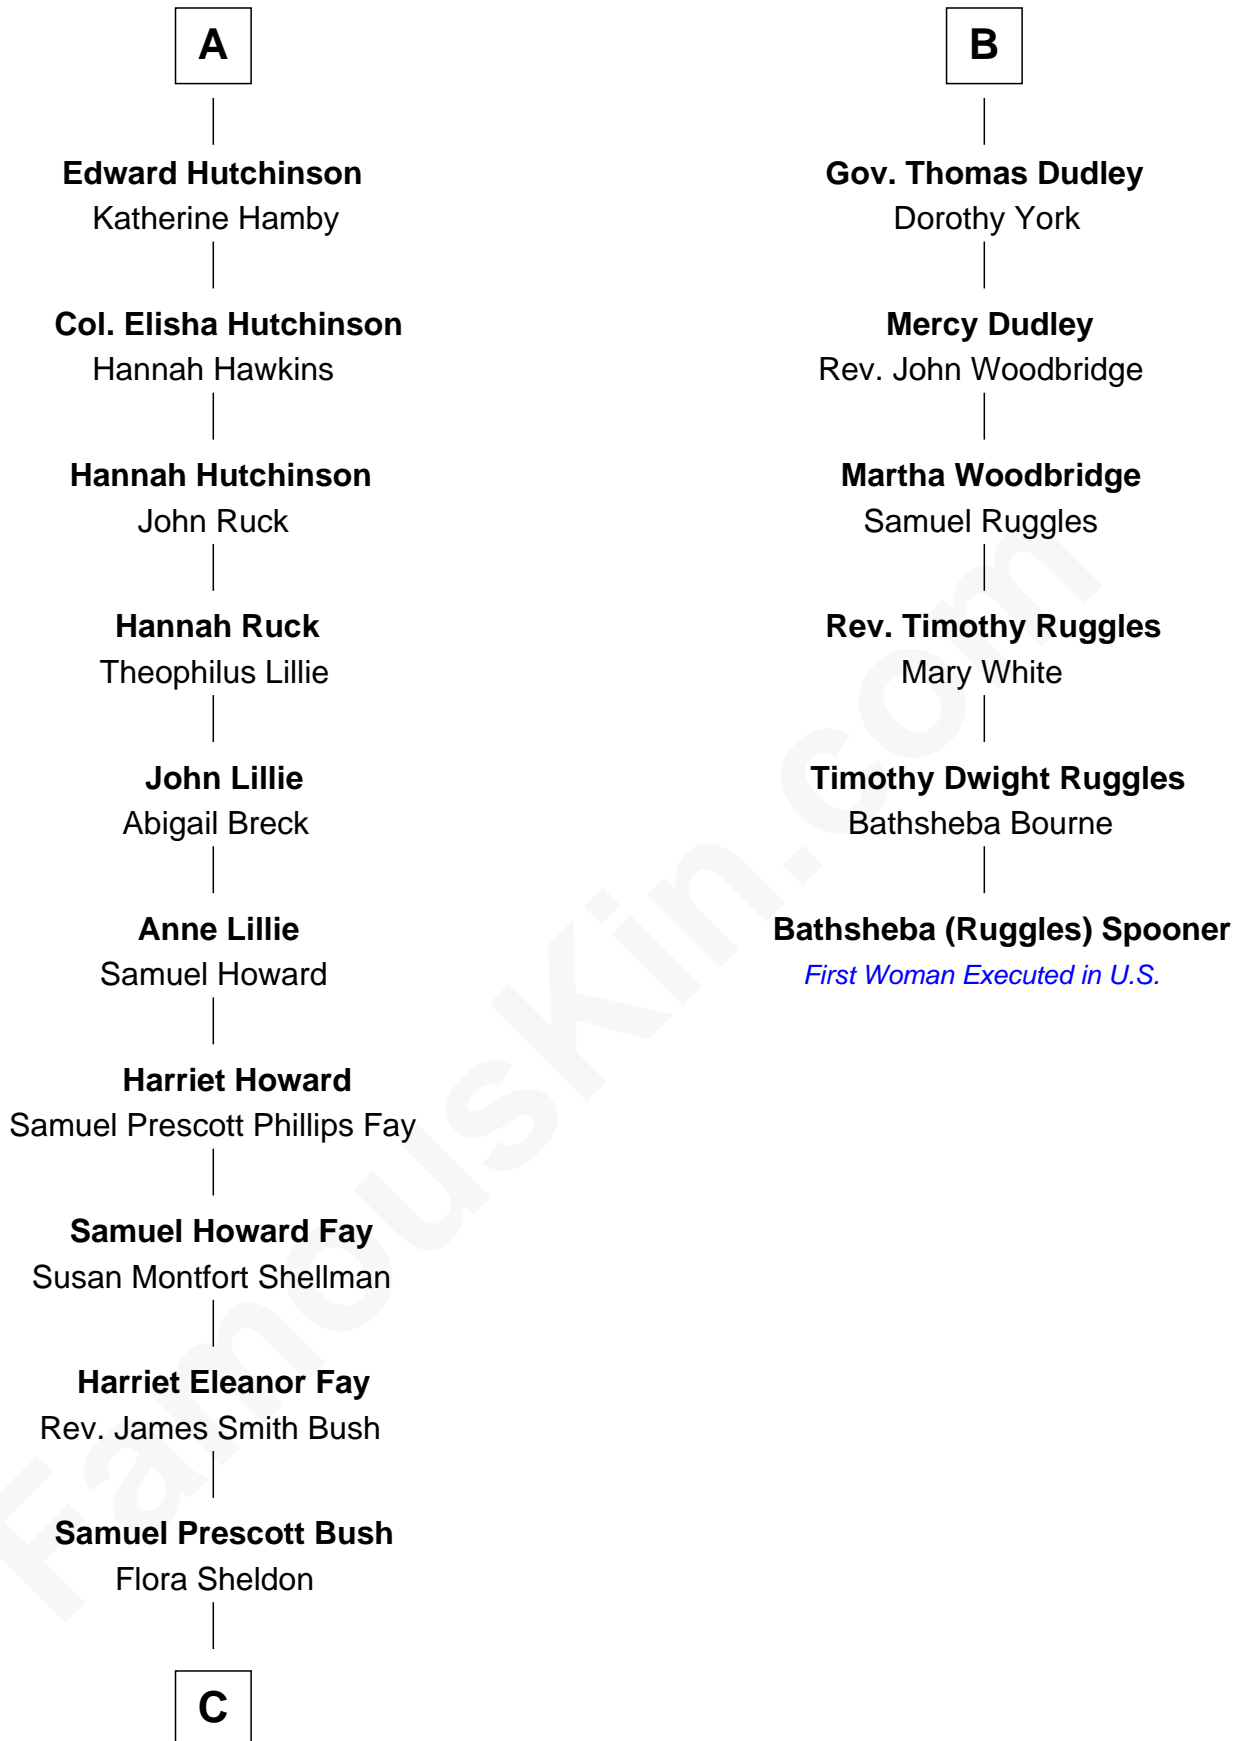 A
Edward Hutchinson
Katherine Hamby
Col. Elisha Hutchinson
Hannah Hawkins
Hannah Hutchinson
John Ruck
Hannah Ruck
Theophilus Lillie
John Lillie
Abigail Breck
Anne Lillie
Samuel Howard
Harriet Howard
Samuel Prescott Phillips Fay
Samuel Howard Fay
Susan Montfort Shellman
Harriet Eleanor Fay
Rev. James Smith Bush
Samuel Prescott Bush
Flora Sheldon
C
B
Gov. Thomas Dudley
Dorothy York
Mercy Dudley
Rev. John Woodbridge
Martha Woodbridge
Samuel Ruggles
Rev. Timothy Ruggles
Mary White
Timothy Dwight Ruggles
Bathsheba Bourne
Bathsheba (Ruggles) Spooner
First Woman Executed in U.S.
FamousKin.com